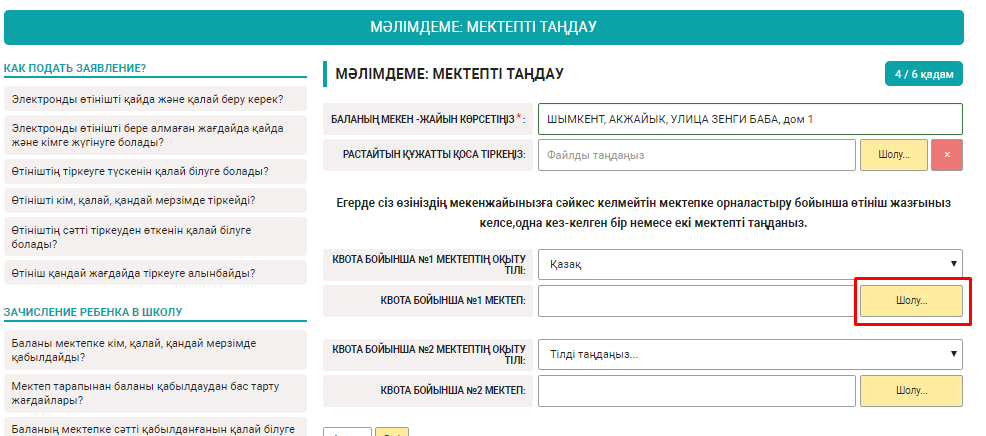 МӘЛІМДЕМЕ: МЕКТЕПТІ ТАҢДАУ
КАК ПОДАТЬ ЗАЯВЛЕНИЕ?
Электронды өтінішті қайда және қалай беру керек?
Электронды өтінішті бере алмаған жағдайда қайда
және кімге жүгінуге болады?
Өтініштің тіркеуге түскенін қалай білуге болады?
Өтінішті кім, қалай, қандай мерзімде тіркейді?
Өтініштің сәтті тіркеуден өткенін қалай білуге
болады?
Өтініш қандай жағдайда тіркеуге алынбайды?
ЗАЧИСЛЕНИЕ РЕБЕНКА В ШКОЛУ
Баланы мектепке кім, қалай, қандай мерзімде
қабылдайды?
Мектеп тарапынан баланы қабылдаудан бас тарту
жағдайлары?
Баланың мектепке сәтті қабылданғанын қалай білуге
МӘЛІМДЕМЕ: МЕКТЕПТІ ТАҢДАУ
4 / 6 қадам
БАЛАНЫҢ МЕКЕН -ЖАЙЫН КӨРСЕТІҢІЗ * :
ШЫМКЕНТ, АКЖАЙЫК, УЛИЦА ЗЕНГИ БАБА, дом 1
РАСТАЙТЫН ҚҰЖАТТЫ ҚОСА ТІРКЕҢІЗ:
Файлды таңдаңыз
Шолу...
×
Егерде сіз өзініздің мекенжайынызға сәйкес келмейтін мектепке орналастыру бойынша өтініш жазғыныз
келсе,одна кез-келген бір немесе екі мектепті таңданыз.
КВОТА БОЙЫНША №1 МЕКТЕПТІҢ ОҚЫТУ
ТІЛІ:
Қазақ
КВОТА БОЙЫНША №1 МЕКТЕП:
Шолу...
КВОТА БОЙЫНША №2 МЕКТЕПТІҢ ОҚЫТУ
ТІЛІ:
Тілді таңдаңыз...
КВОТА БОЙЫНША №2 МЕКТЕП:
Шолу...